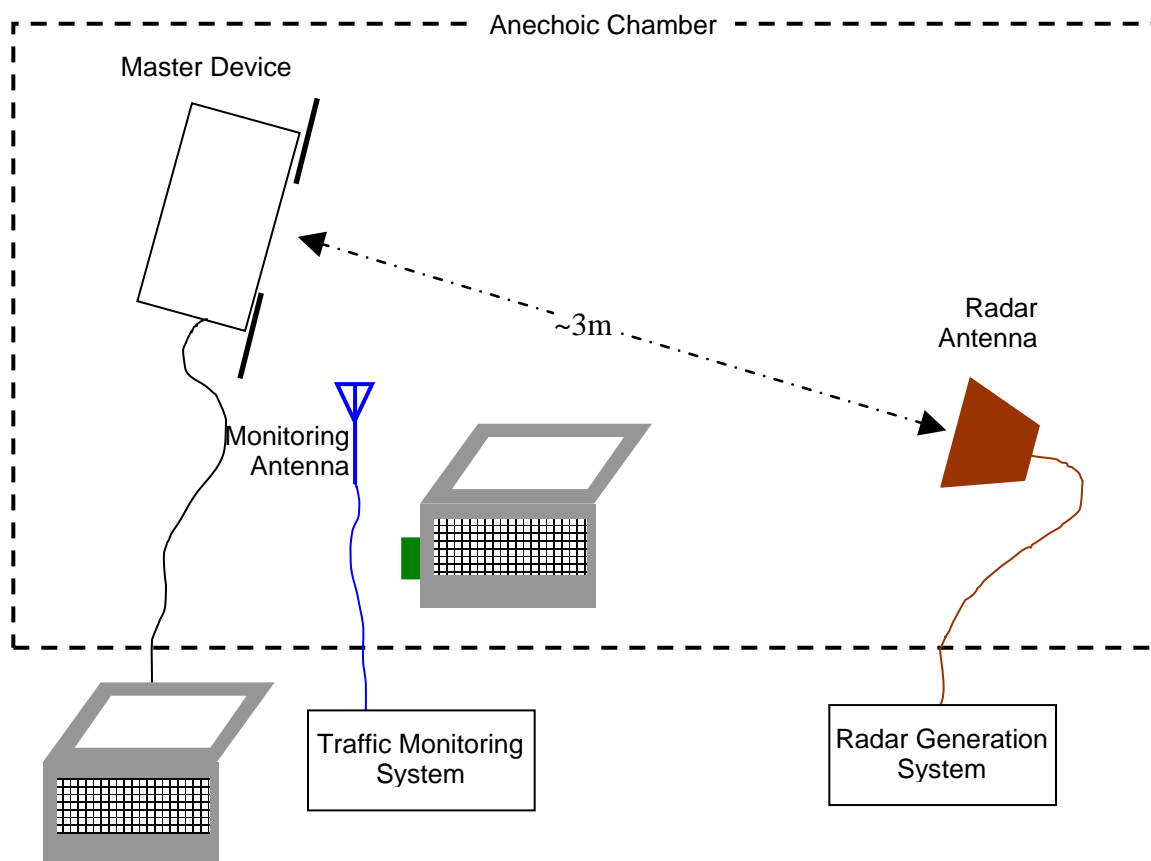 Anechoic Chamber
Master Device
~3m
Radar
Antenna
Monitoring
Antenna
Traffic Monitoring
System
Radar Generation
System